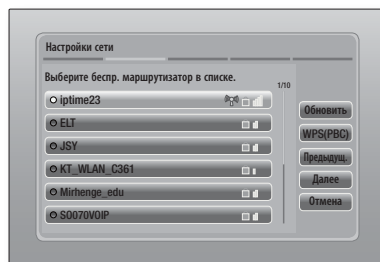 Настройки сети
Выберите беспр. маршрутизатор в списке.
1/10
iptime23
ELT
JSY
KT_WLAN_C361
Mirhenge_edu
SO070VOIP
Обновить
WPS(PBC)
Предыдущ.
Далее
Отмена